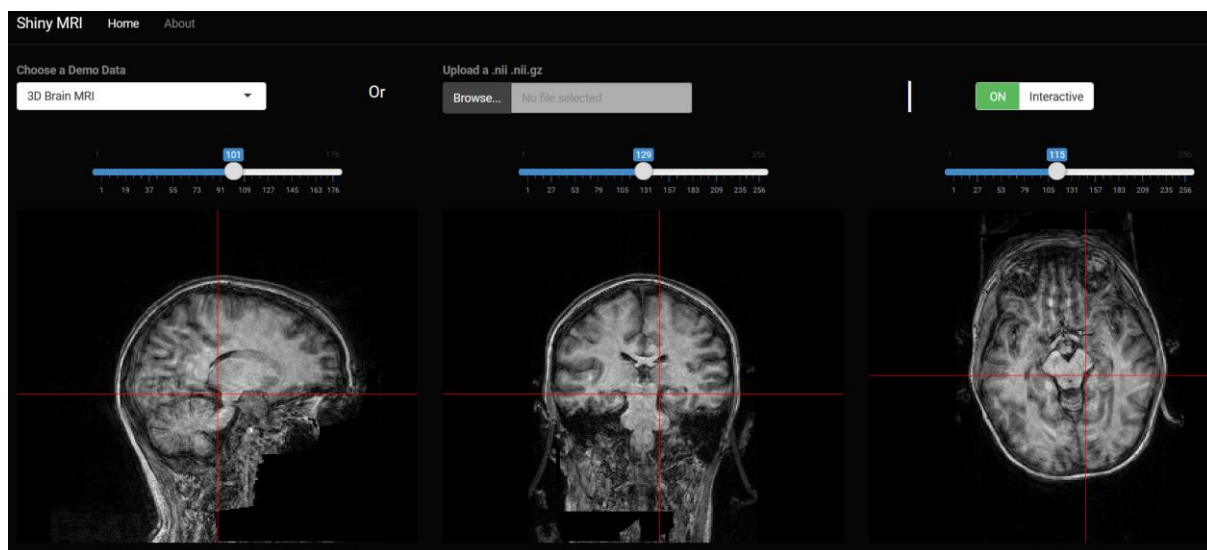 Shiny MRI Home About
Choose a Demo Data
3D Brain MRI
Or
Upload a .nii .nii.gz
Browse... No file selected
ON Interactive
1 101 176
1 19 37 55 73 91 109 127 145 163 176
1 129 256
1 27 53 79 105 131 157 183 209 235 256
1 115 256
1 27 53 79 105 131 157 183 209 235 256